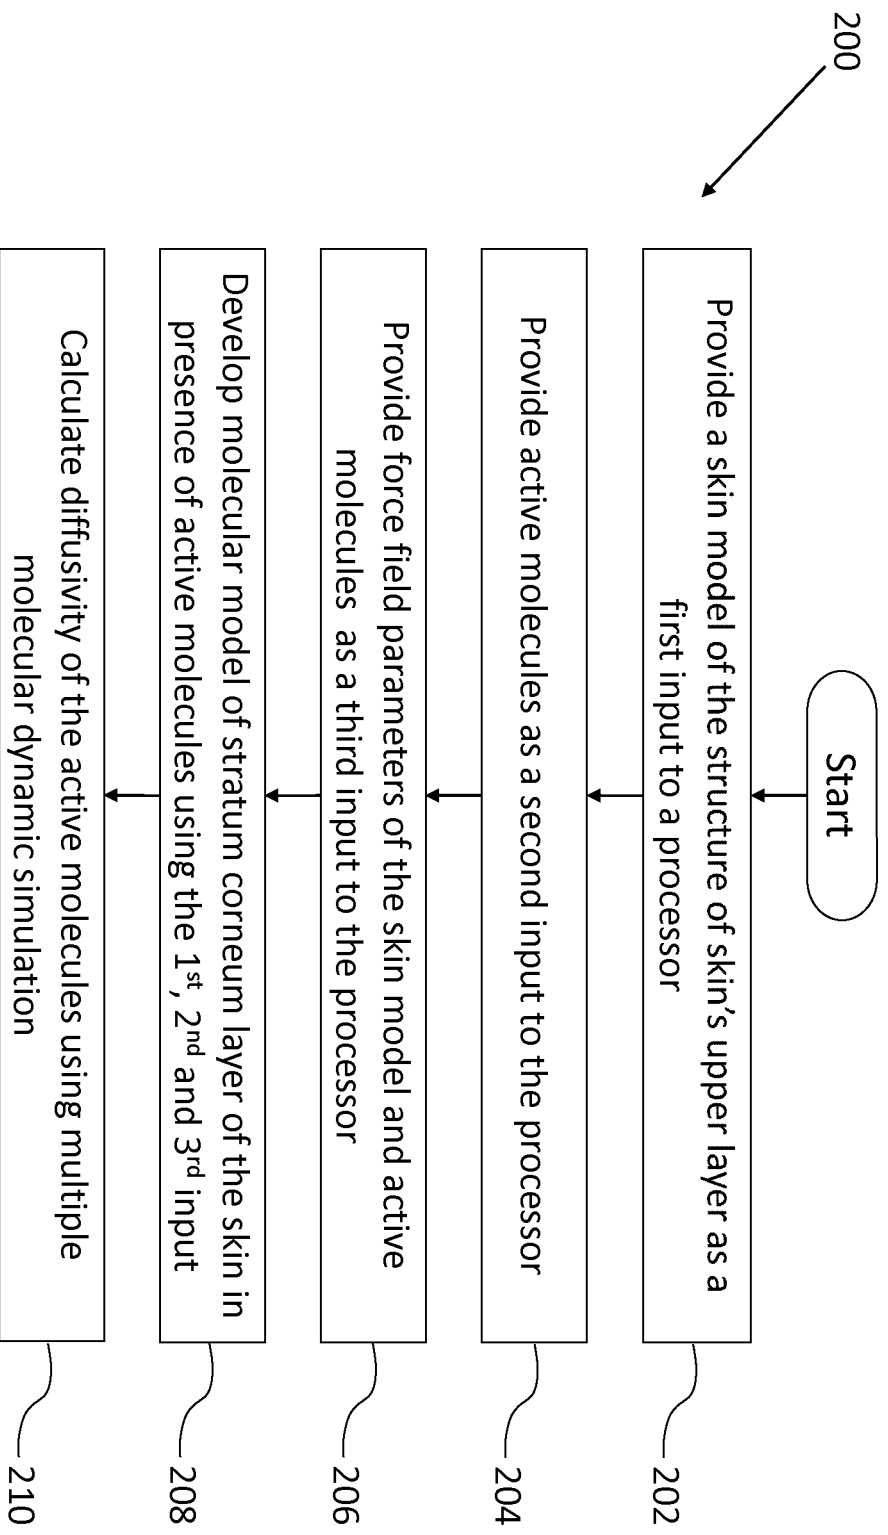 200
Start
Provide a skin model of the structure of skin’s upper layer as a
first input to a processor
202
Provide active molecules as a second input to the processor
204
Provide force field parameters of the skin model and active
molecules as a third input to the processor
206
Develop molecular model of stratum corneum layer of the skin in
presence of active molecules using the 1st, 2nd and 3rd input
208
Calculate diffusivity of the active molecules using multiple
molecular dynamic simulation
210